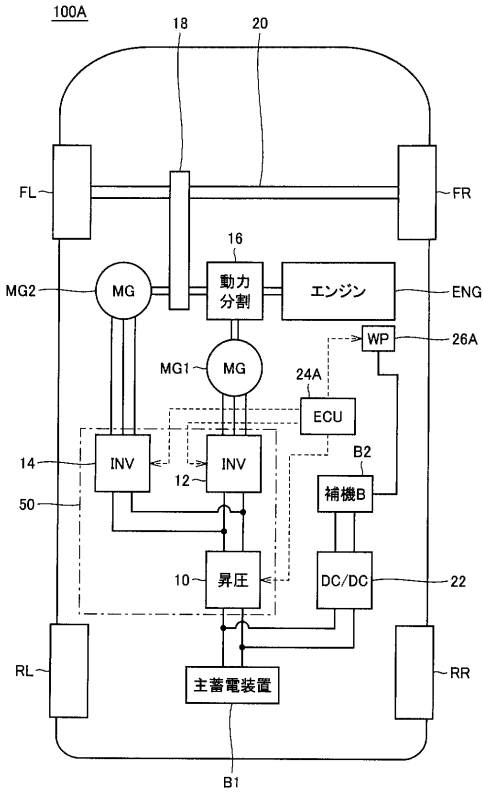 100A
18
20
FL
FR
16
MG2
MG
動力
分割
エンジン
ENG
WP
26A
MG1
MG
24A
ECU
14
INV
12
INV
B2
補機B
50
10
昇圧
DC/DC
22
RL
RR
主蓄電装置
B1